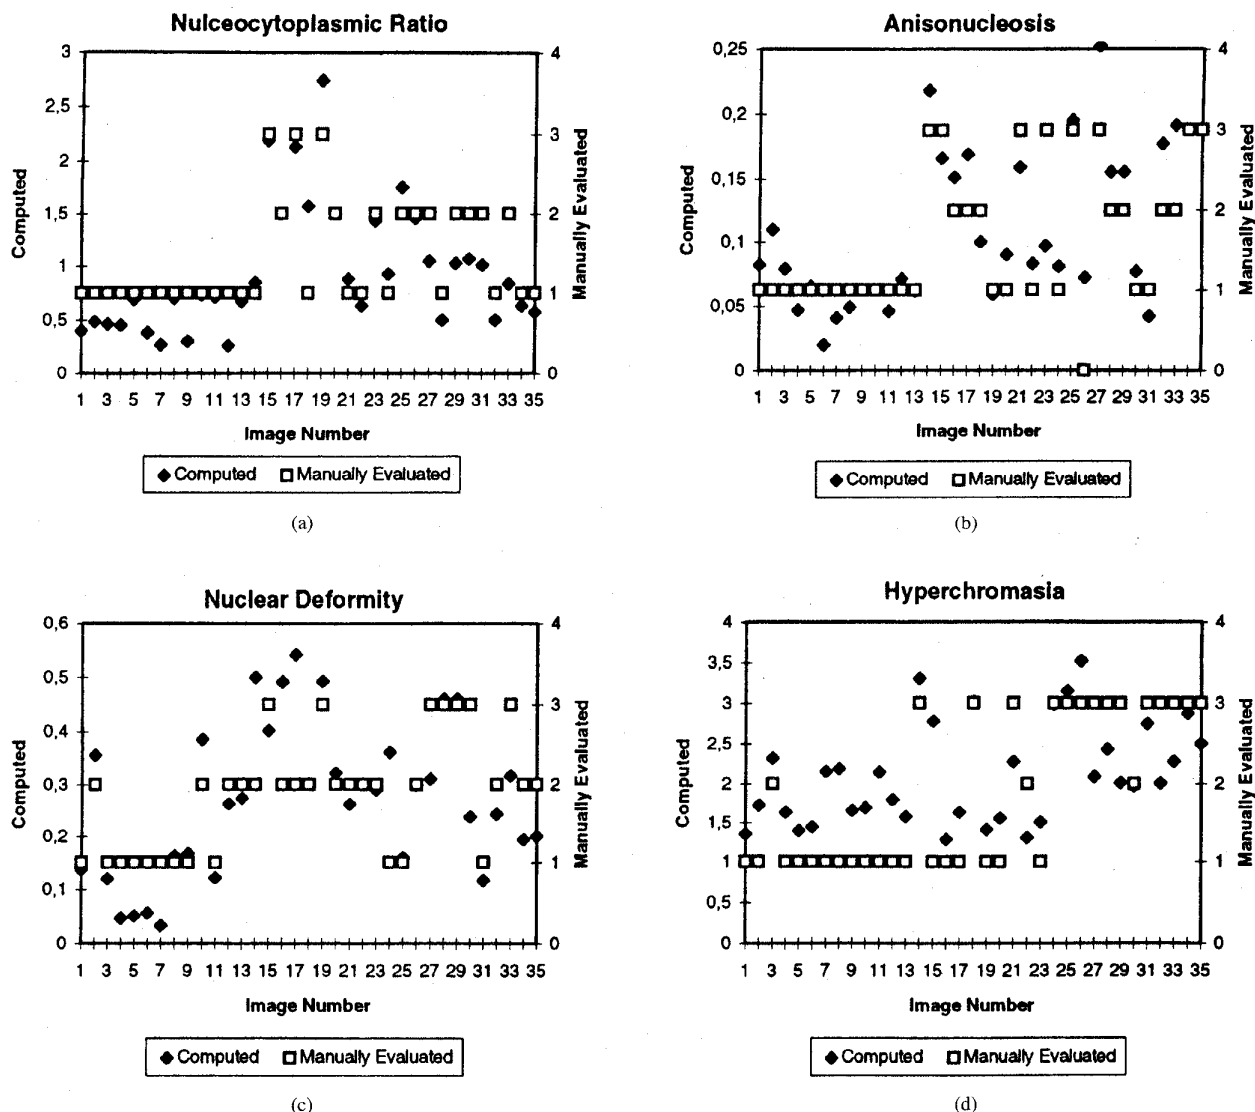 Nulceocytoplasmic Ratio
3
2,5
2
1,5
1
0,5
0
4
3
2
1
0
Computed
Manually Evaluated
1 3 5 7 9 11 13 15 17 19 21 23 25 27 29 31 33 35
Image Number
Computed Manually Evaluated
(a)
Anisonucleosis
0,25
0,2
0,15
0,1
0,05
0
4
3
2
1
0
Computed
Manually Evaluated
1 3 5 7 9 11 13 15 17 19 21 23 25 27 29 31 33 35
Image Number
Computed Manually Evaluated
(b)
Nuclear Deformity
0,6
0,5
0,4
0,3
0,2
0,1
0
4
3
2
1
0
Computed
Manually Evaluated
1 3 5 7 9 11 13 15 17 19 21 23 25 27 29 31 33 35
Image Number
Computed Manually Evaluated
(c)
Hyperchromasia
4
3,5
3
2,5
2
1,5
1
0,5
0
4
3
2
1
0
Computed
Manually Evaluated
1 3 5 7 9 11 13 15 17 19 21 23 25 27 29 31 33 35
Image Number
Computed Manually Evaluated
(d)